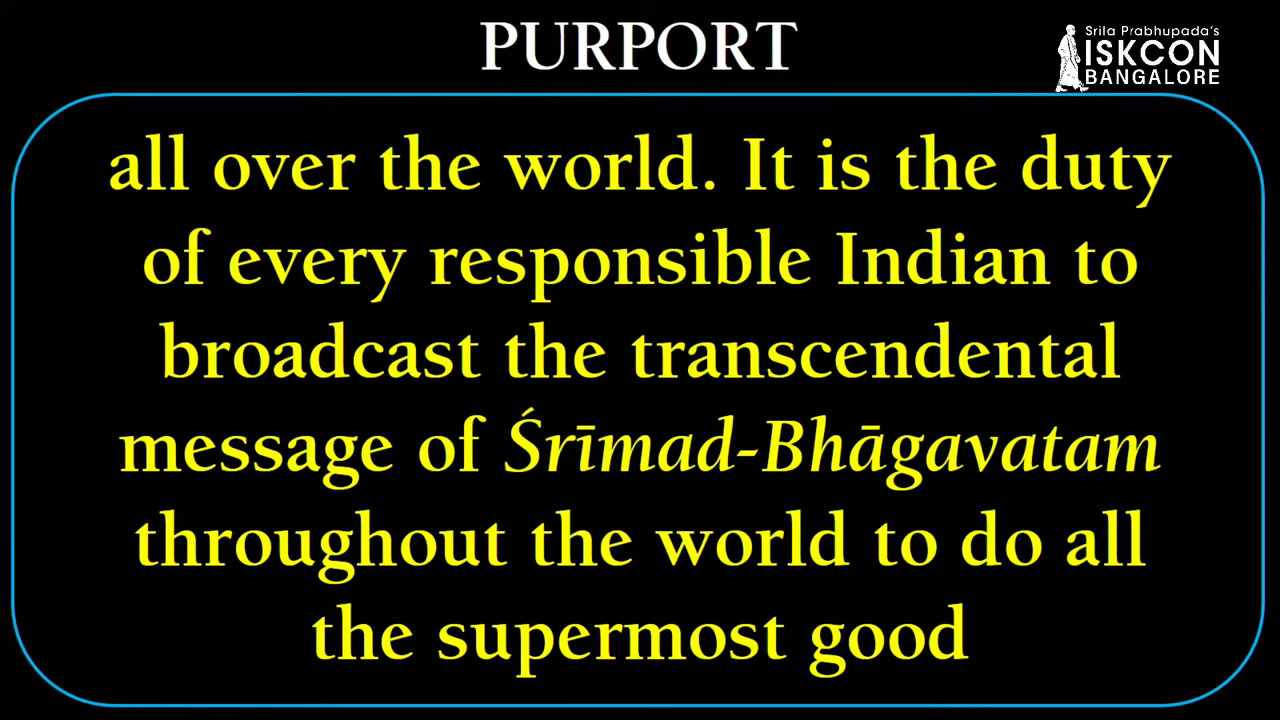 PURPORT
Srila Prabhupada's
ISKCON
BANGALORE
all over the world. It is the duty
of every responsible Indian to
broadcast the transcendental
message of Śrīmad-Bhāgavatam
throughout the world to do all
the supermost good